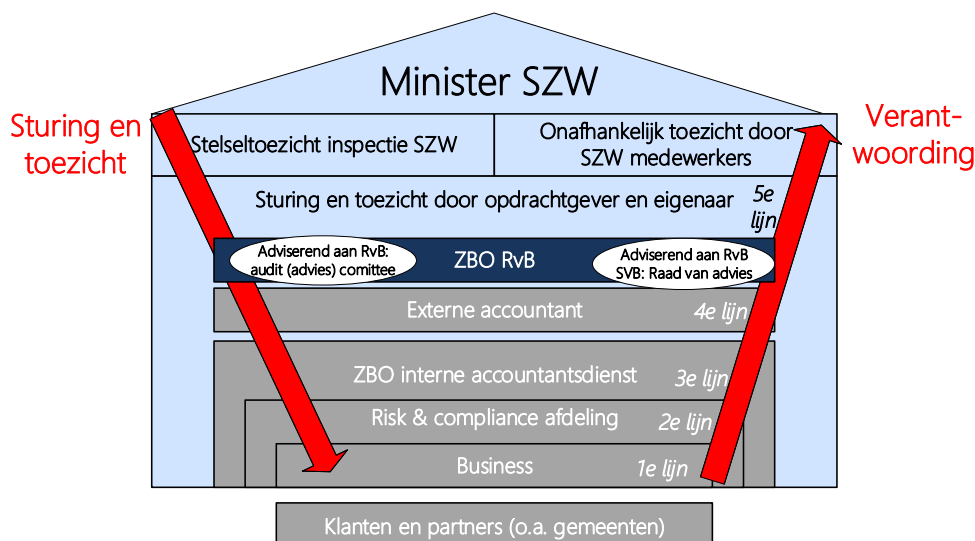 Minister SZW
Sturing en
toezicht
Verant-
woording
Stelseltoezicht inspectie SZW
Onafhankelijk toezicht door
SZW medewerkers
Sturing en toezicht door opdrachtgever en eigenaar
5e
lijn
Adviserend aan RvB:
audit (advies) comittee
ZBO RvB
Adviserend aan RvB
SVB: Raad van advies
Externe accountant
4e lijn
ZBO interne accountantsdienst
3e lijn
Risk & compliance afdeling
2e lijn
Business
1e lijn
Klanten en partners (o.a. gemeenten)